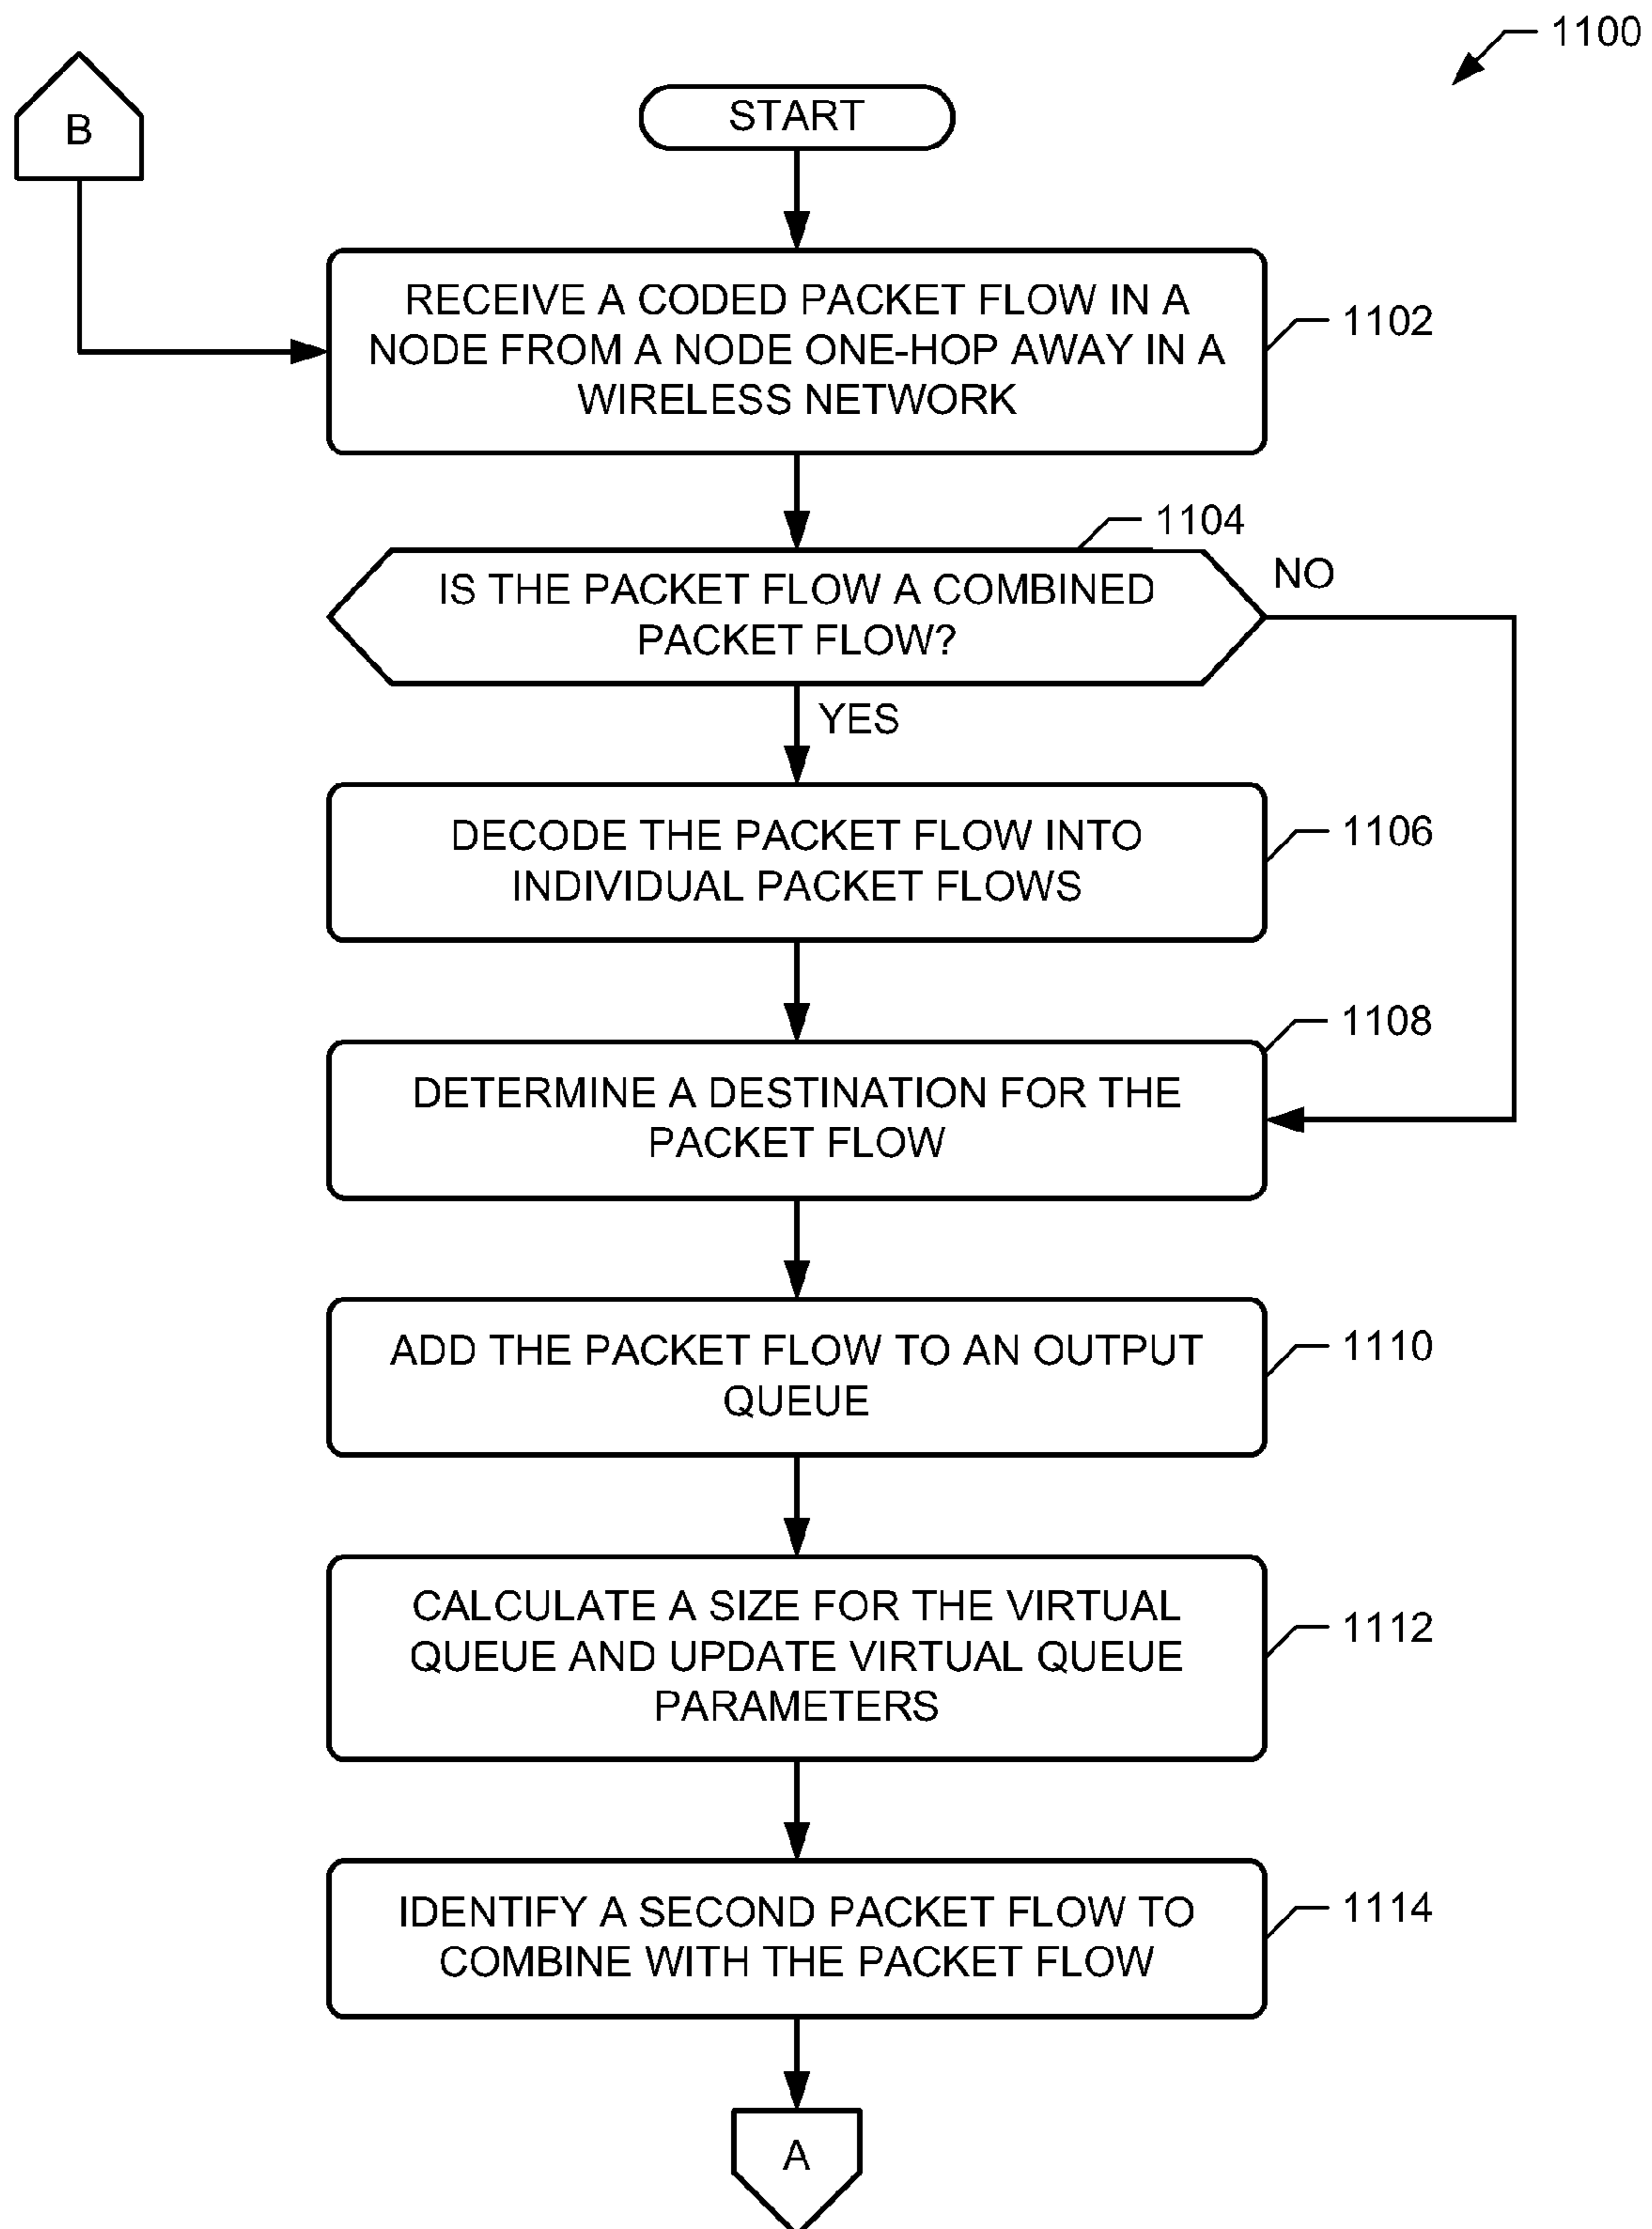 1100
B
START
RECEIVE A CODED PACKET FLOW IN A
NODE FROM A NODE ONE-HOP AWAY IN A
WIRELESS NETWORK
1102
1104
IS THE PACKET FLOW A COMBINED
PACKET FLOW?
NO
YES
DECODE THE PACKET FLOW INTO
INDIVIDUAL PACKET FLOWS
1106
1108
DETERMINE A DESTINATION FOR THE
PACKET FLOW
ADD THE PACKET FLOW TO AN OUTPUT
QUEUE
1110
CALCULATE A SIZE FOR THE VIRTUAL
QUEUE AND UPDATE VIRTUAL QUEUE
PARAMETERS
1112
IDENTIFY A SECOND PACKET FLOW TO
COMBINE WITH THE PACKET FLOW
1114
A